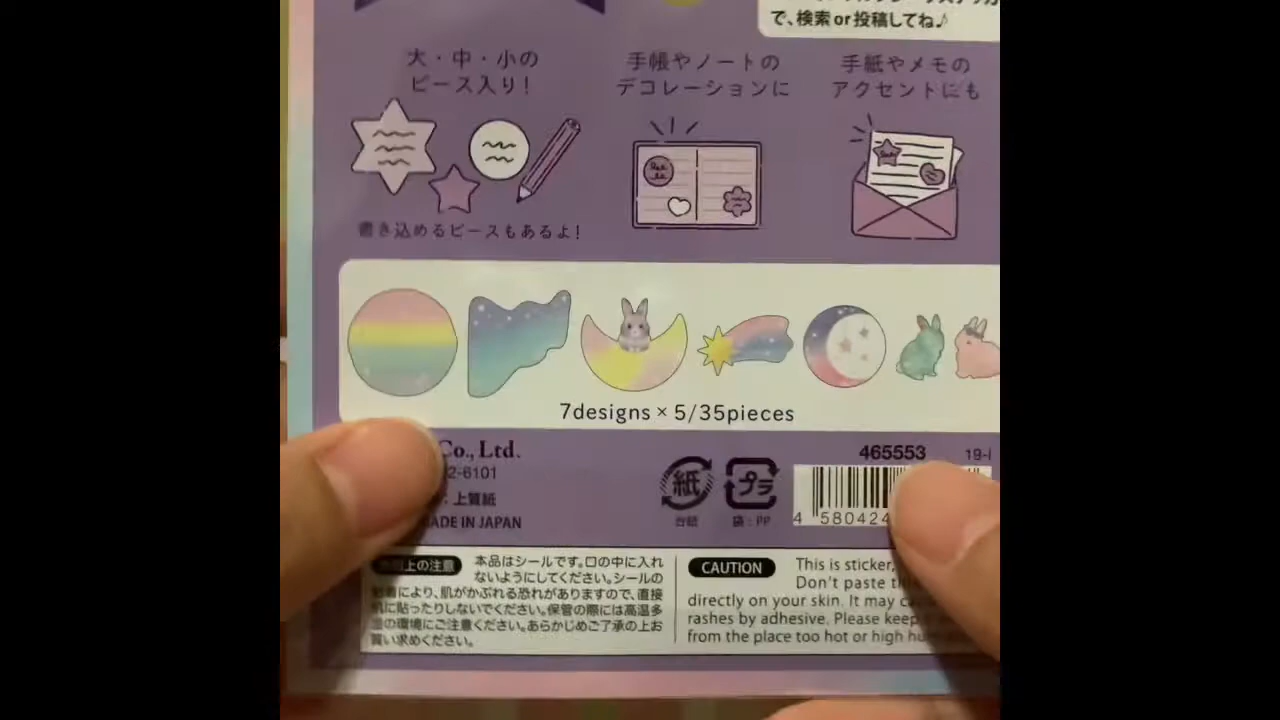 で、検索or投稿してね♪
大・中・小の
ピース入り!
手帳やノートの
デコレーションに
手紙やメモの
アクセントにも
書き込めるピースもあるよ!
7designs × 5/35pieces
Co., Ltd.
2-6101
: 上質紙
MADE IN JAPAN
紙
台紙
プラ
袋:PP
465553
19-I
4 580424
上の注意
本品はシールです。口の中に入れ
ないようにしてください。シールの
により、肌がかぶれる恐れがありますので、直接
肌に貼ったりしないでください。保管の際には高温多
湿の環境にご注意ください。あらかじめご了承の上お
買い求めください。
CAUTION
This is sticker,
Don't paste
directly on your skin. It may
rashes by adhesive. Please keep
from the place too hot or high